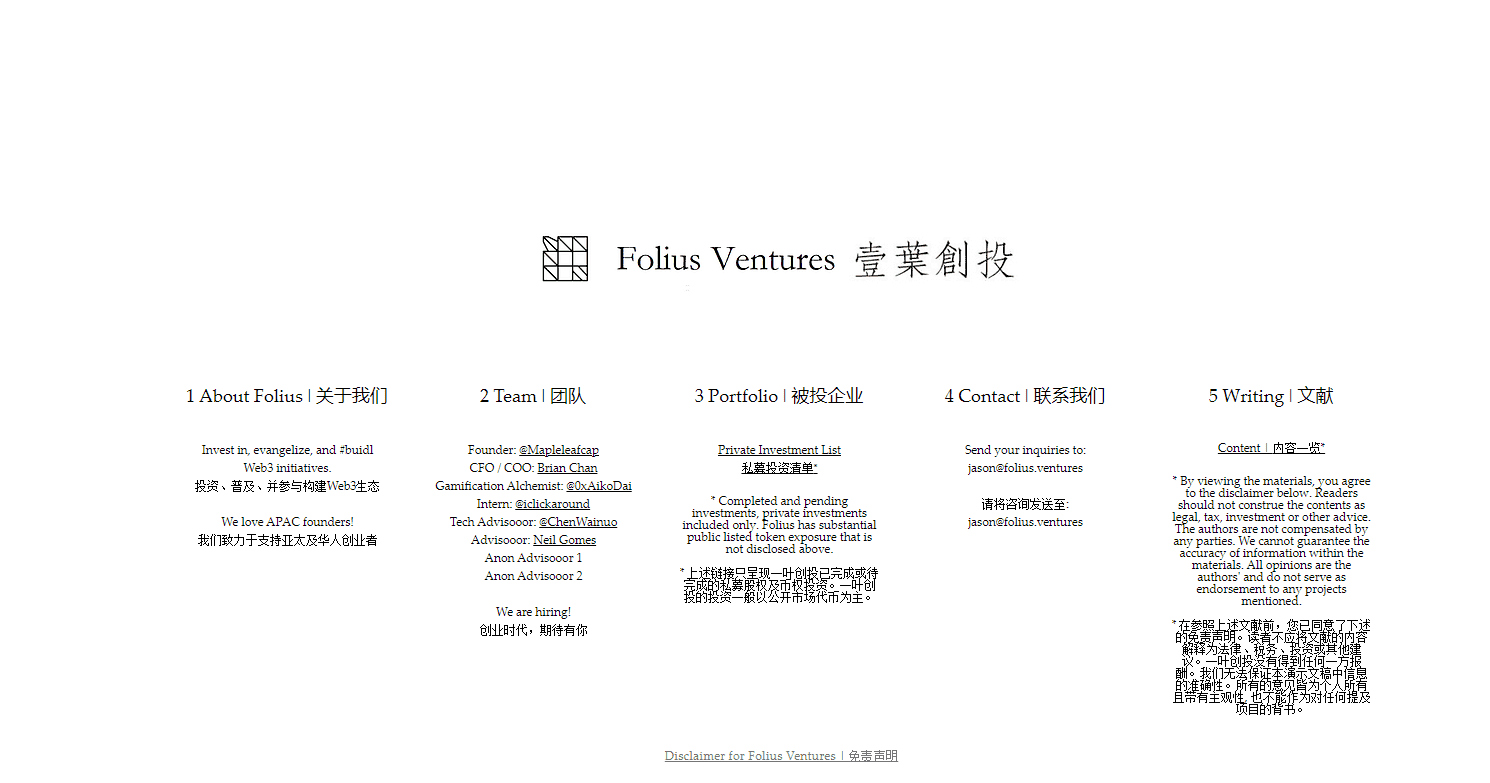 Folius Ventures 壹葉創投
1 About Folius | 关于我们
Invest in, evangelize, and #buidl
Web3 initiatives.
投资、普及、并参与构建Web3生态
We love APAC founders!
我们致力于支持亚太及华人创业者
2 Team | 团队
Founder: @Mapleleafcap
CFO / COO: Brian Chan
Gamification Alchemist: @0xAikoDai
Intern: @iclickaround
Tech Advisooor: @ChenWainuo
Advisooor: Neil Gomes
Anon Advisooor 1
Anon Advisooor 2
We are hiring!
创业时代，期待有你
3 Portfolio | 被投企业
Private Investment List
私募投资清单*
* Completed and pending
investments, private investments
included only. Folius has substantial
public listed token exposure that is
not disclosed above.
*上述链接只呈现一叶创投已完成或待
完成的私募股权及币权投资。一叶创
投的投资一般以公开市场代币为主。
4 Contact | 联系我们
Send your inquiries to:
jason@folius.ventures
请将咨询发送至:
jason@folius.ventures
5 Writing | 文献
Content | 内容一览*
* By viewing the materials, you agree
to the disclaimer below. Readers
should not construe the contents as
legal, tax, investment or other advice.
The authors are not compensated by
any parties. We cannot guarantee the
accuracy of information within the
materials. All opinions are the
authors' and do not serve as
endorsement to any projects
mentioned.
*在参照上述文献前，您已同意了下述
的免责声明。读者不应将文献的内容
解释为法律、税务、投资或其他建
议。一叶创投没有得到任何一方报
酬。我们无法保证本演示文稿中信息
的准确性。所有的意见皆为个人所有
且带有主观性, 也不能作为对任何提及
项目的背书。
Disclaimer for Folius Ventures | 免责声明